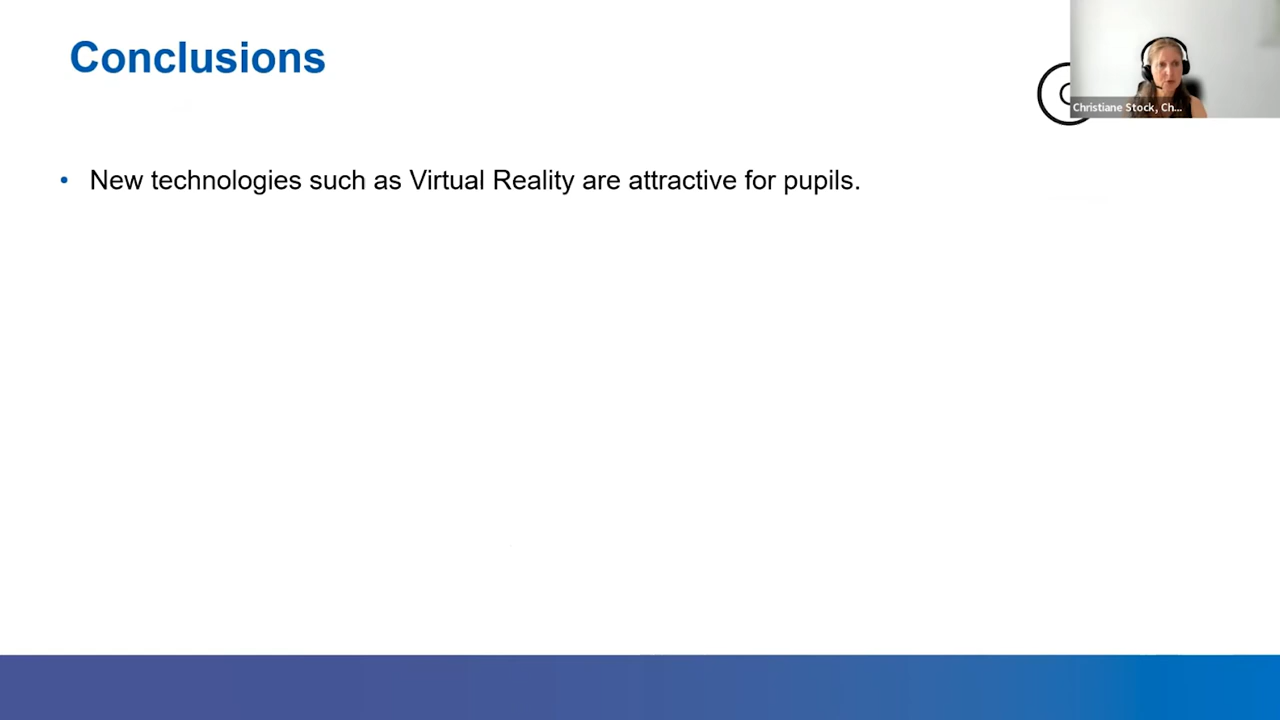 Conclusions
Christiane Stock, Ch...
• New technologies such as Virtual Reality are attractive for pupils.